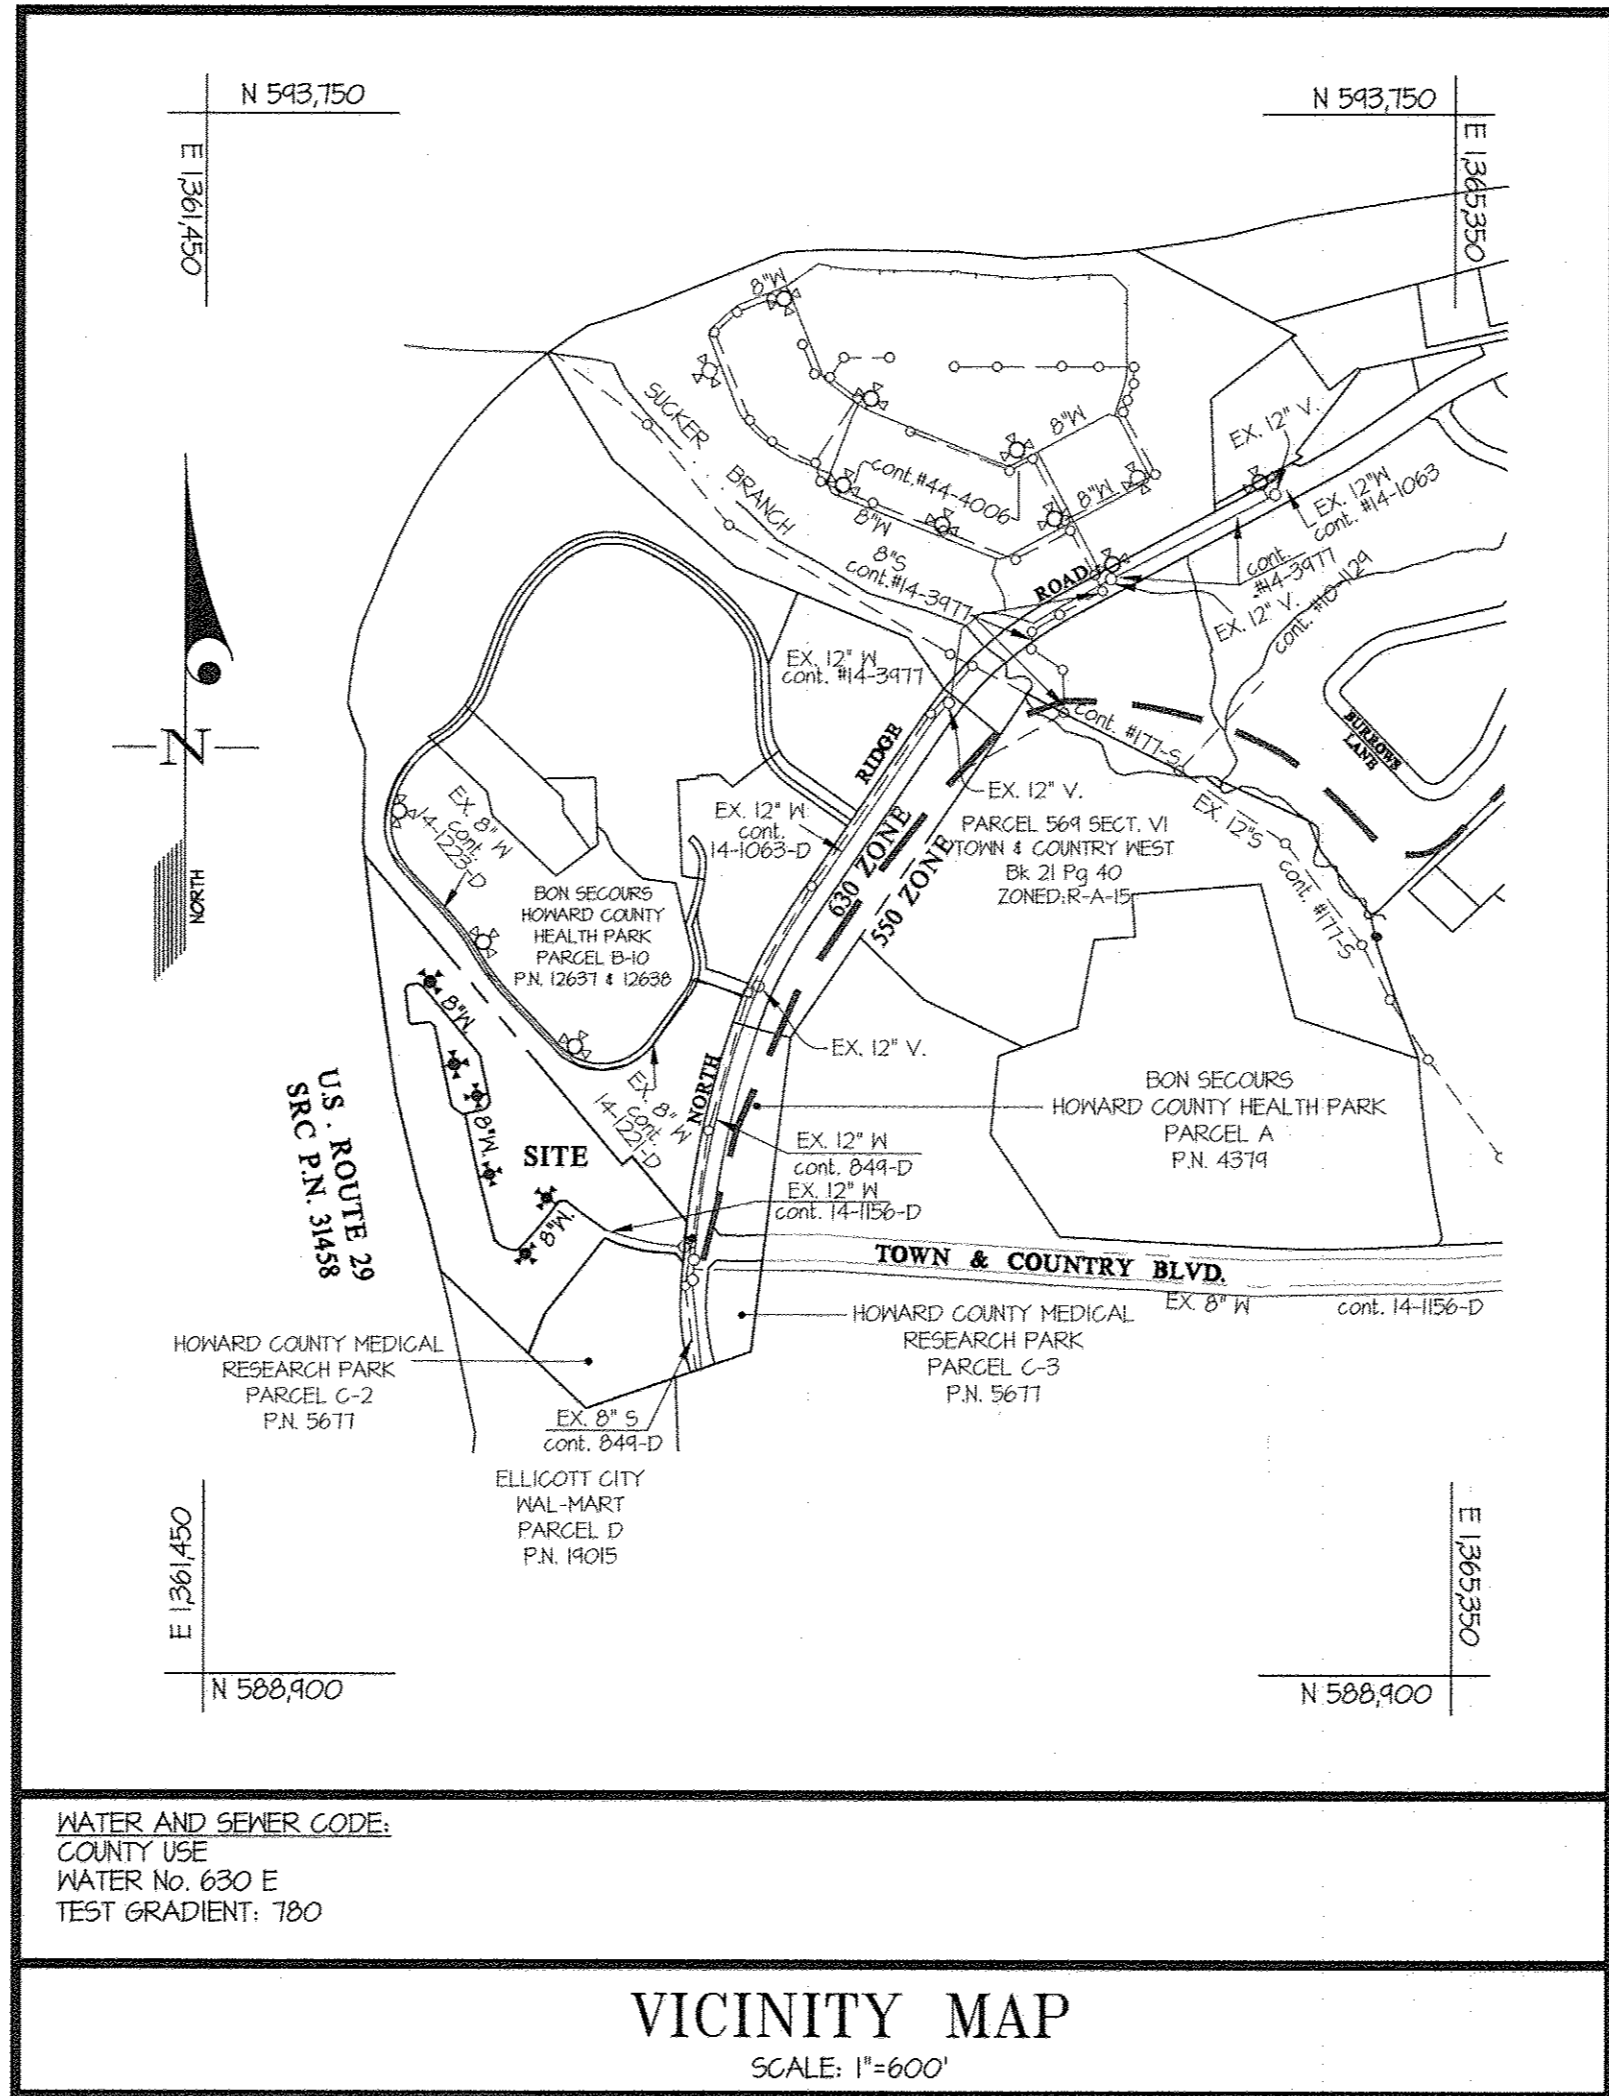 N 593,750
N 593,750
E 1,361,450
E 1,365,350
8"W
SUCKER
BRANCH
8"W
EX. 12" V.
cont.#44-4006
8"W
8"W
EX. 12"W
cont. #14-1063
8"S
cont.#14-3977
ROAD
cont.
#14-3977
EX. 12" V.
cont. #10-1129
EX. 12" W
cont. #14-3977
N
NORTH
RIDGE
cont. #177-S
BURROWS
LANE
EX. 12" V.
EX. 12"S
cont. #177-S
EX. 8" W
cont.
14-1223-D
EX. 12" W
cont.
14-1063-D
630 ZONE
550 ZONE
PARCEL 569 SECT. VI
TOWN & COUNTRY WEST
Bk 21 Pg 40
ZONED:R-A-15
BON SECOURS
HOWARD COUNTY
HEALTH PARK
PARCEL B-10
P.N. 12637 & 12638
8"W.
EX. 12" V.
U.S. ROUTE 29
SRC P.N. 31458
8"W.
SITE
EX. 8" W
cont.
14-1221-D
NORTH
BON SECOURS
HOWARD COUNTY HEALTH PARK
PARCEL A
P.N. 4379
EX. 12" W
cont. 849-D
EX. 12" W
cont. 14-1156-D
8"W.
TOWN & COUNTRY BLVD.
EX. 8" W
cont. 14-1156-D
HOWARD COUNTY MEDICAL
RESEARCH PARK
PARCEL C-2
P.N. 5677
HOWARD COUNTY MEDICAL
RESEARCH PARK
PARCEL C-3
P.N. 5677
EX. 8" S
cont. 849-D
ELLICOTT CITY
WAL-MART
PARCEL D
P.N. 19015
E 1,361,450
E 1,365,350
N 588,900
N 588,900
WATER AND SEWER CODE:
COUNTY USE
WATER No. 630 E
TEST GRADIENT: 780
VICINITY MAP
SCALE: 1"=600'